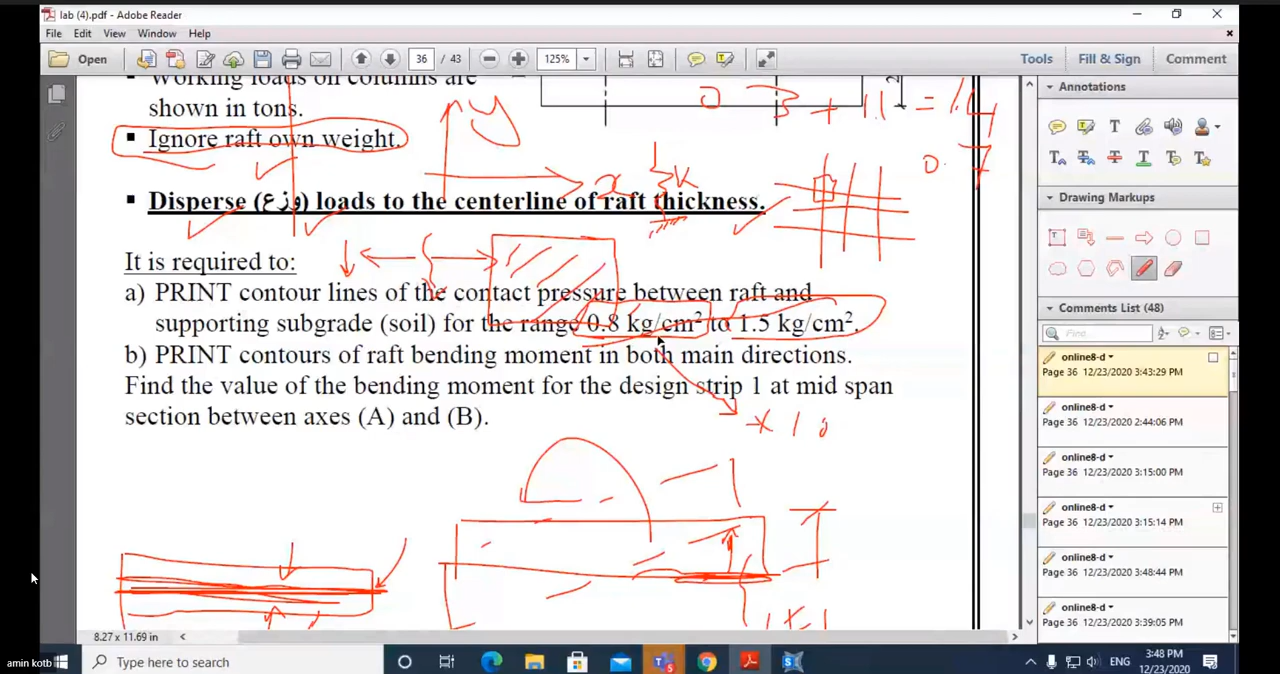 lab (4).pdf - Adobe Reader
File Edit View Window Help
Open 36 / 43 125% Tools Fill & Sign Comment
Working loads on columns are
shown in tons.
▪ Ignore raft own weight.
▪ Disperse (وزع) loads to the centerline of raft thickness.
It is required to:
a) PRINT contour lines of the contact pressure between raft and
supporting subgrade (soil) for the range 0.8 kg/cm² to 1.5 kg/cm².
b) PRINT contours of raft bending moment in both main directions.
Find the value of the bending moment for the design strip 1 at mid span
section between axes (A) and (B).
y
x
K
2
0.7
x 10
8.27 x 11.69 in
Annotations
Drawing Markups
Comments List (48)
Find
online8-d
Page 36 12/23/2020 3:43:29 PM
online8-d
Page 36 12/23/2020 2:44:06 PM
online8-d
Page 36 12/23/2020 3:15:00 PM
online8-d
Page 36 12/23/2020 3:15:14 PM
online8-d
Page 36 12/23/2020 3:48:44 PM
online8-d
Page 36 12/23/2020 3:39:05 PM
amin kotb
Type here to search
ENG
3:48 PM
12/23/2020